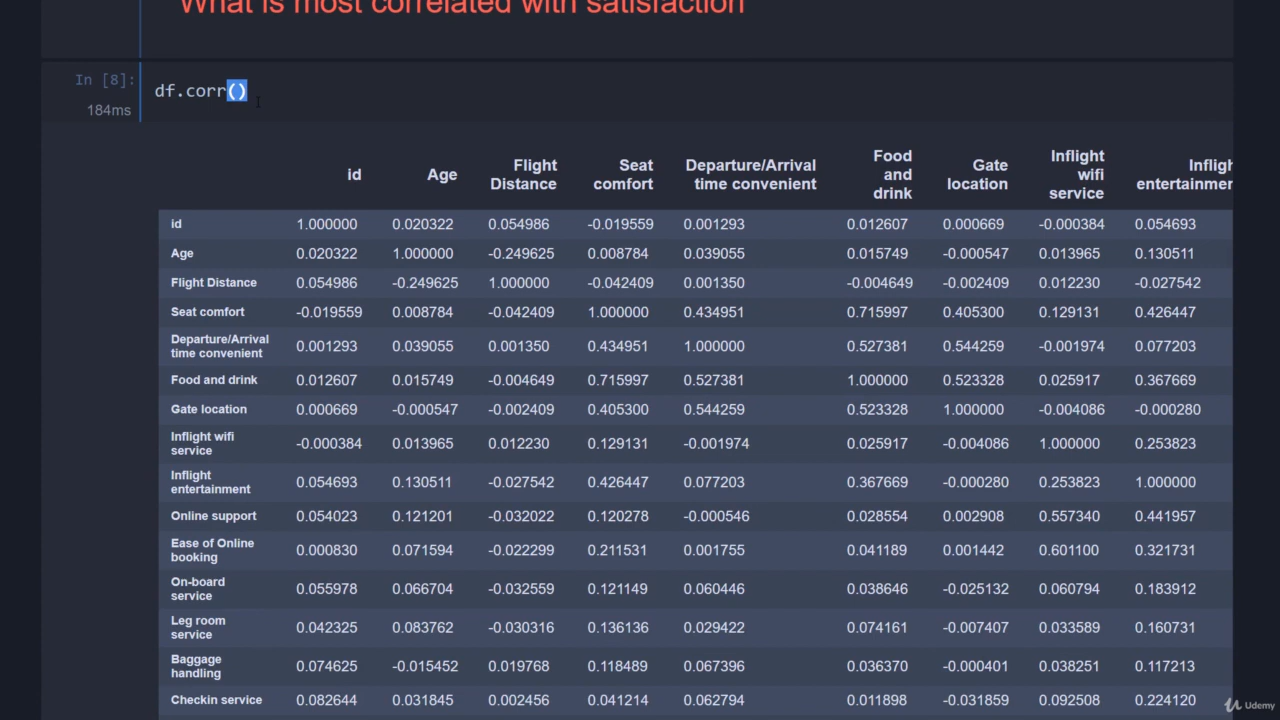 What is most correlated with satisfaction
In [8]:
df.corr()
184ms
id Age Flight Distance Seat comfort Departure/Arrival time convenient Food and drink Gate location Inflight wifi service entertainmen
id 1.000000 0.020322 0.054986 -0.019559 0.001293 0.012607 0.000669 -0.000384 0.054693
Age 0.020322 1.000000 -0.249625 0.008784 0.039055 0.015749 -0.000547 0.013965 0.130511
Flight Distance 0.054986 -0.249625 1.000000 -0.042409 0.001350 -0.004649 -0.002409 0.012230 -0.027542
Seat comfort -0.019559 0.008784 -0.042409 1.000000 0.434951 0.715997 0.405300 0.129131 0.426447
Departure/Arrival time convenient 0.001293 0.039055 0.001350 0.434951 1.000000 0.527381 0.544259 -0.001974 0.077203
Food and drink 0.012607 0.015749 -0.004649 0.715997 0.527381 1.000000 0.523328 0.025917 0.367669
Gate location 0.000669 -0.000547 -0.002409 0.405300 0.544259 0.523328 1.000000 -0.004086 -0.000280
Inflight wifi service -0.000384 0.013965 0.012230 0.129131 -0.001974 0.025917 -0.004086 1.000000 0.253823
Inflight entertainment 0.054693 0.130511 -0.027542 0.426447 0.077203 0.367669 -0.000280 0.253823 1.000000
Online support 0.054023 0.121201 -0.032022 0.120278 -0.000546 0.028554 0.002908 0.557340 0.441957
Ease of Online booking 0.000830 0.071594 -0.022299 0.211531 0.001755 0.041189 0.001442 0.601100 0.321731
On-board service 0.055978 0.066704 -0.032559 0.121149 0.060446 0.038646 -0.025132 0.060794 0.183912
Leg room service 0.042325 0.083762 -0.030316 0.136136 0.029422 0.074161 -0.007407 0.033589 0.160731
Baggage handling 0.074625 -0.015452 0.019768 0.118489 0.067396 0.036370 -0.000401 0.038251 0.117213
Checkin service 0.082644 0.031845 0.002456 0.041214 0.062794 0.011898 -0.031859 0.092508 0.224120
Udemy